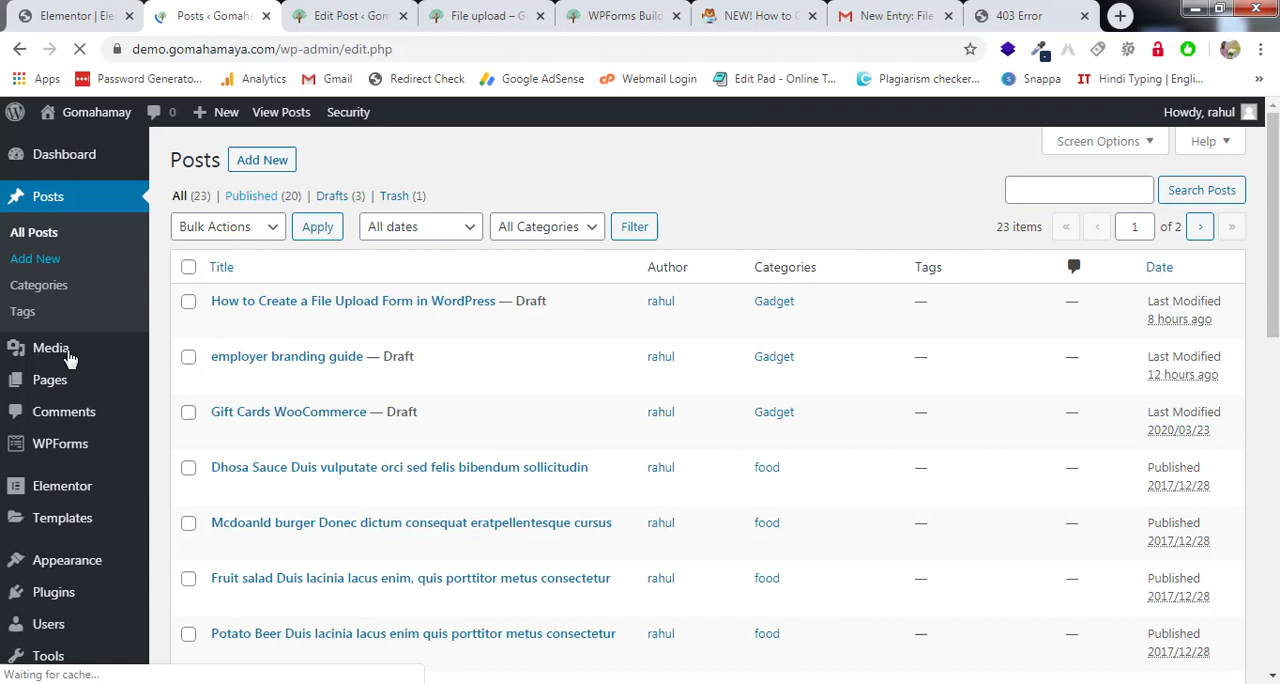 Elementor | Ele
Posts ‹ Gomaha
Edit Post ‹ Gom
File upload – G
WPForms Buil
NEW! How to C
New Entry: File
403 Error
demo.gomahamaya.com/wp-admin/edit.php
Apps
Password Generato...
Analytics
Gmail
Redirect Check
Google AdSense
Webmail Login
Edit Pad - Online T...
Plagiarism checker...
Snappa
IT Hindi Typing | Engli...
»
Gomahamay 0 New View Posts Security
Howdy, rahul
Dashboard
Posts
All Posts
Add New
Categories
Tags
Media
Pages
Comments
WPForms
Elementor
Templates
Appearance
Plugins
Users
Tools
Screen Options ▼ Help ▼
Posts Add New
All (23) | Published (20) | Drafts (3) | Trash (1)
Search Posts
Bulk Actions Apply All dates All Categories Filter
23 items « ‹ 1 of 2 › »
Title Author Categories Tags Date
How to Create a File Upload Form in WordPress — Draft rahul Gadget — — Last Modified
8 hours ago
employer branding guide — Draft rahul Gadget — — Last Modified
12 hours ago
Gift Cards WooCommerce — Draft rahul Gadget — — Last Modified
2020/03/23
Dhosa Sauce Duis vulputate orci sed felis bibendum sollicitudin rahul food — — Published
2017/12/28
Mcdoanld burger Donec dictum consequat eratpellentesque cursus rahul food — — Published
2017/12/28
Fruit salad Duis lacinia lacus enim, quis porttitor metus consectetur rahul food — — Published
2017/12/28
Potato Beer Duis lacinia lacus enim quis porttitor metus consectetur rahul food — — Published
2017/12/28
Waiting for cache...